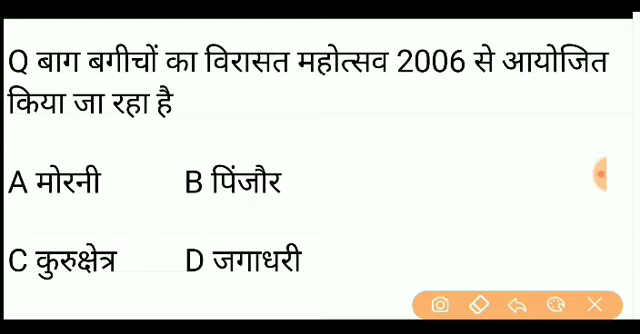 Q बाग बगीचों का विरासत महोत्सव 2006 से आयोजित
किया जा रहा है
A मोरनी B पिंजौर
C कुरुक्षेत्र D जगाधरी